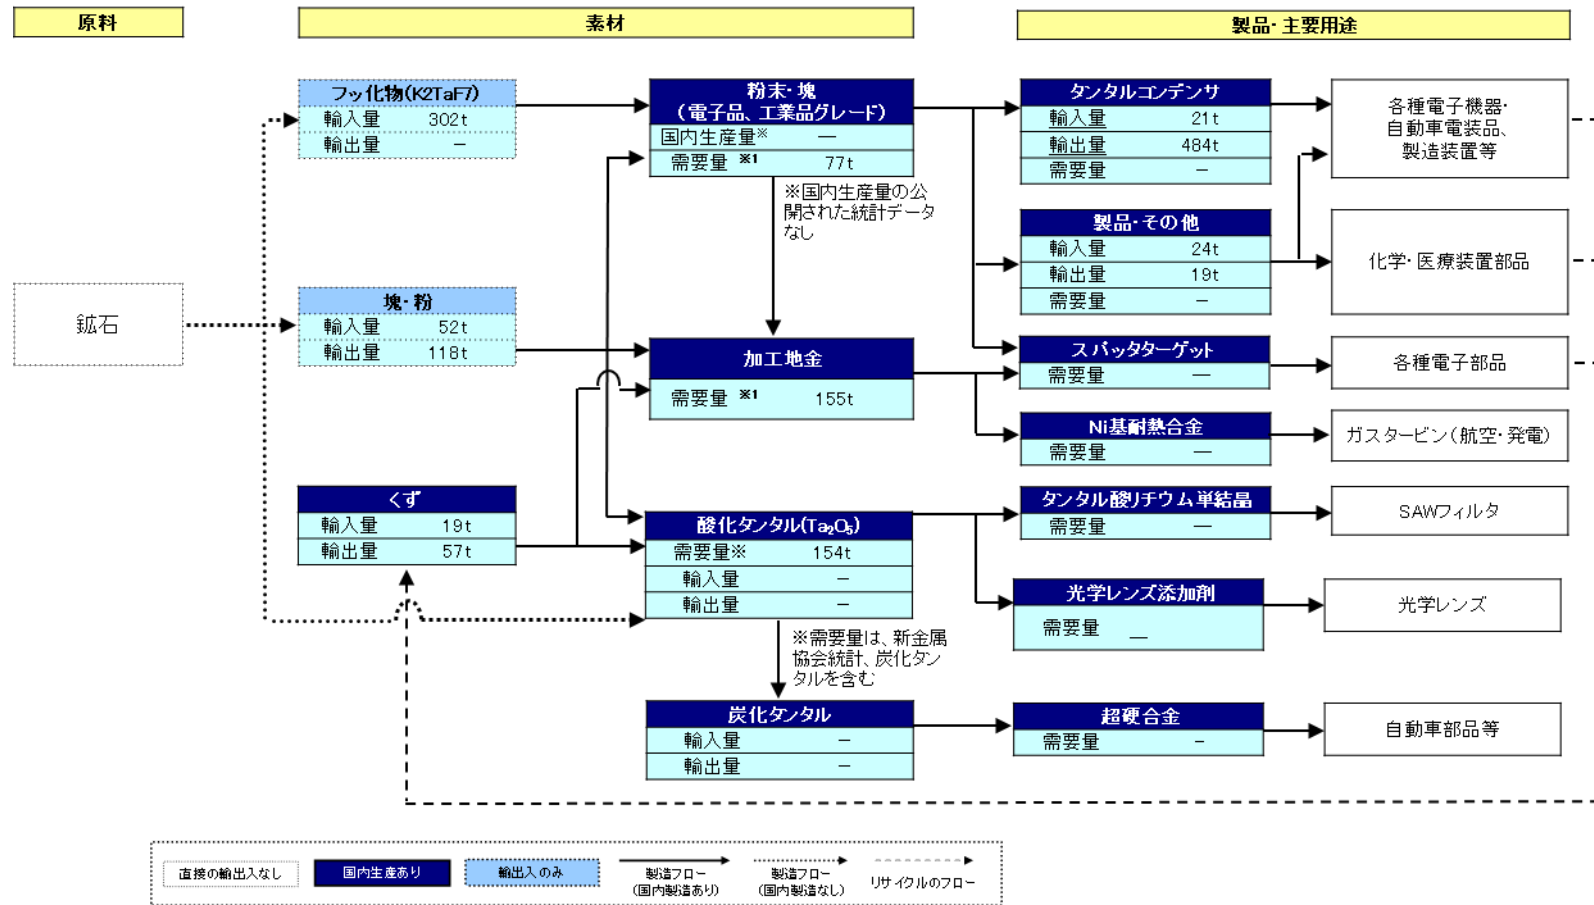 原料
素材
製品・主要用途
フッ化物(K2TaF7)
輸入量 302t
輸出量 −
粉末・塊
(電子品、工業品グレード)
国内生産量※ ―
需要量 ※1 77t
※国内生産量の公
開された統計データ
なし
タンタルコンデンサ
輸入量 21t
輸出量 484t
需要量 −
各種電子機器・
自動車電装品、
製造装置等
製品・その他
輸入量 24t
輸出量 19t
需要量 −
化学・医療装置部品
鉱石
塊・粉
輸入量 52t
輸出量 118t
加工地金
需要量 ※1 155t
スパッタターゲット
需要量 ―
各種電子部品
Ni基耐熱合金
需要量 ―
ガスタービン(航空・発電)
くず
輸入量 19t
輸出量 57t
酸化タンタル(Ta₂O₅)
需要量※ 154t
輸入量 −
輸出量 −
※需要量は、新金属
協会統計、炭化タン
タルを含む
タンタル酸リチウム単結晶
需要量 ―
SAWフィルタ
光学レンズ添加剤
需要量 ―
光学レンズ
炭化タンタル
輸入量 −
輸出量 −
超硬合金
需要量 −
自動車部品等
直接の輸出入なし
国内生産あり
輸出入のみ
製造フロー
(国内製造あり)
製造フロー
(国内製造なし)
リサイクルのフロー